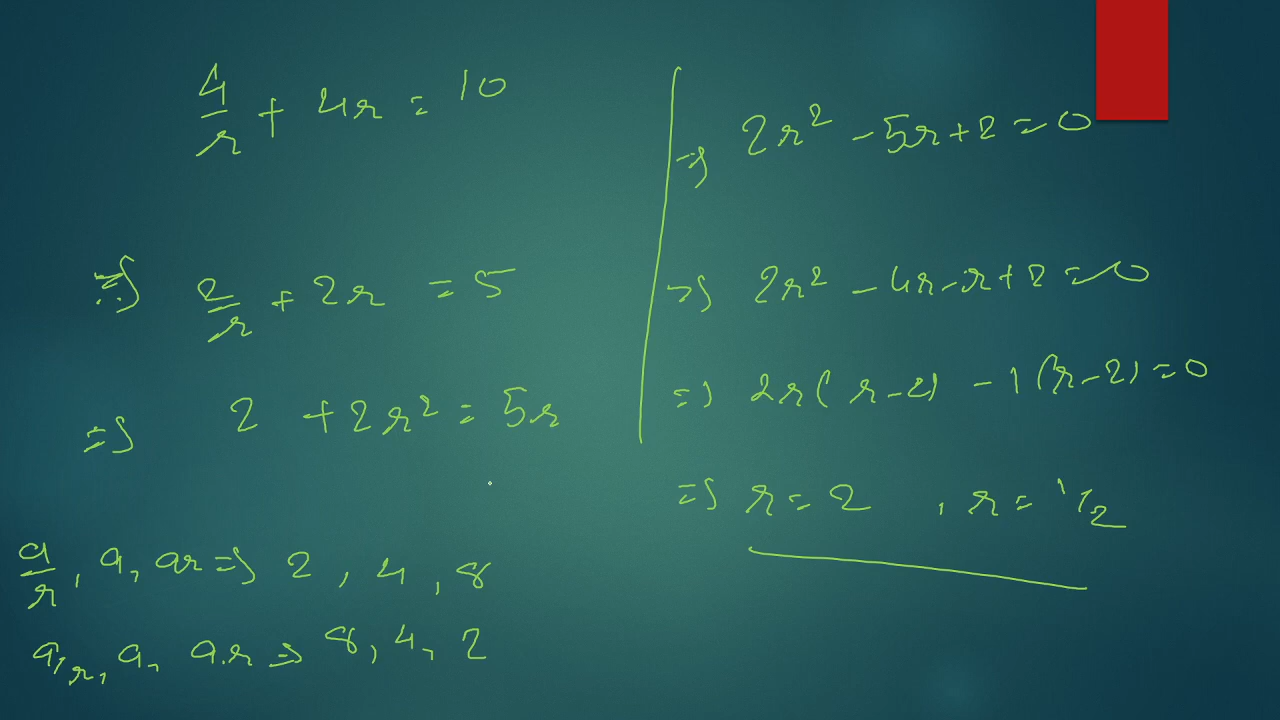 4/r + 4r = 10
⇒ 2/r + 2r = 5
⇒ 2 + 2r² = 5r
⇒ 2r² - 5r + 2 = 0
⇒ 2r² - 4r - r + 2 = 0
⇒ 2r(r-2) - 1(r-2) = 0
⇒ r = 2, r = 1/2
a/r, a, ar ⇒ 2, 4, 8
a/r, a, a.r ⇒ 8, 4, 2